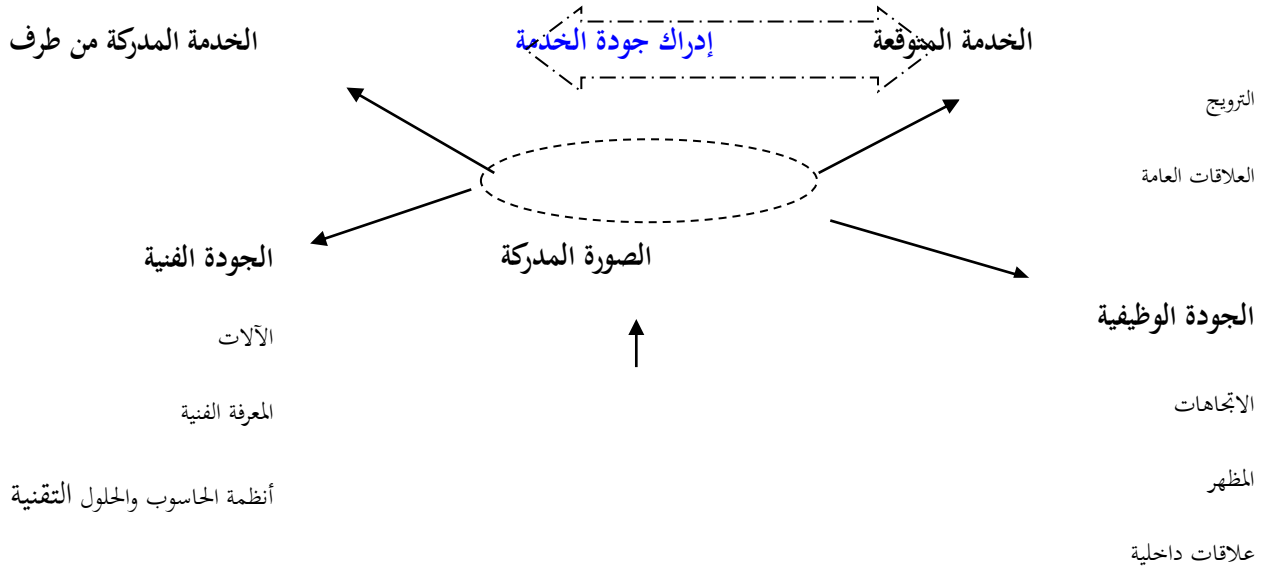 الخدمة المتوقعة
إدراك جودة الخدمة
الخدمة المدركة من طرف
الترويج
العلاقات العامة
الصورة المدركة
الجودة الفنية
الجودة الوظيفية
الآلات
الاتجاهات
المعرفة الفنية
المظهر
أنظمة الحاسوب والحلول التقنية
علاقات داخلية